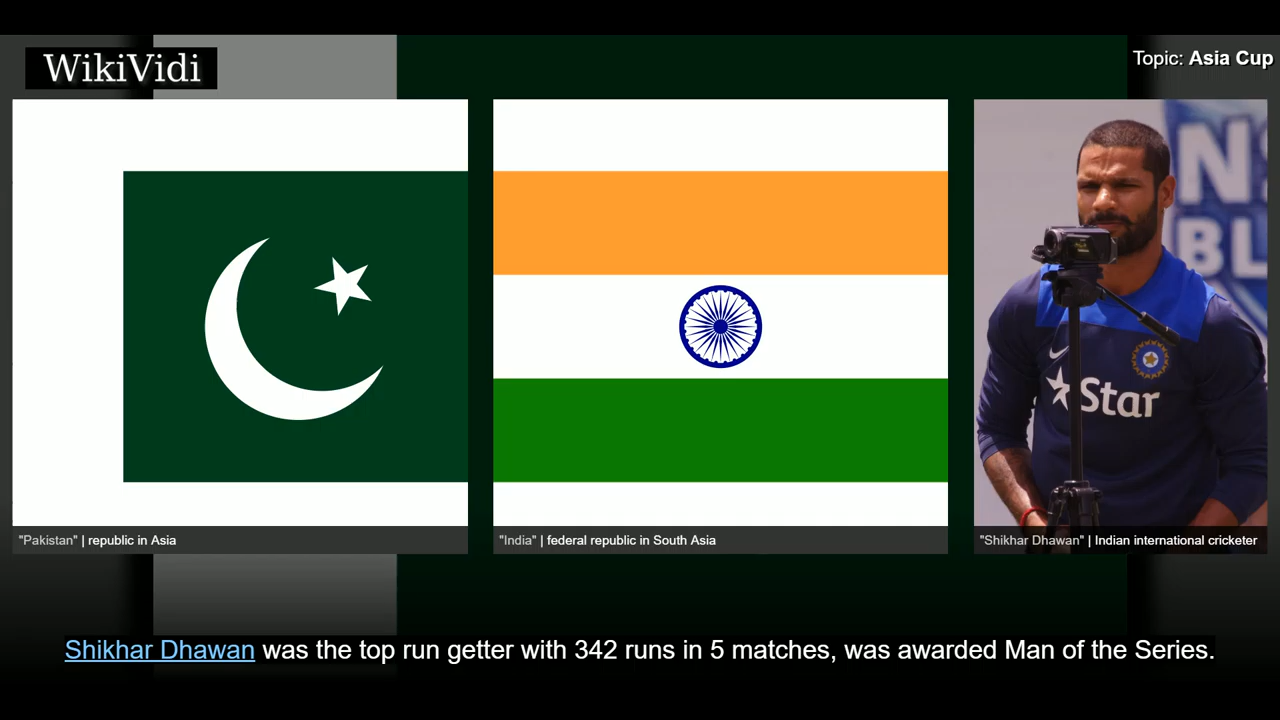 WikiVidi
Topic: Asia Cup
Star
"Pakistan" | republic in Asia
"India" | federal republic in South Asia
"Shikhar Dhawan" | Indian international cricketer
Shikhar Dhawan was the top run getter with 342 runs in 5 matches, was awarded Man of the Series.